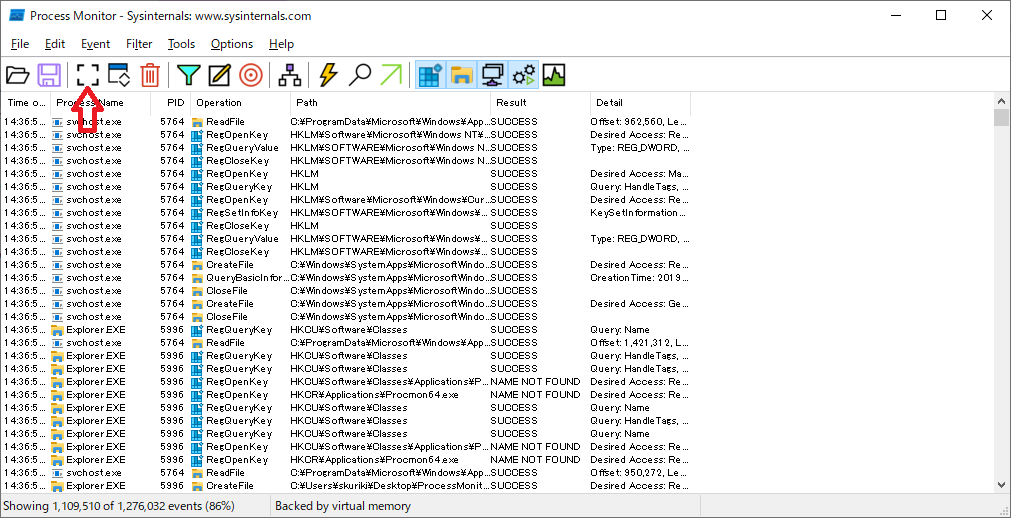 Process Monitor - Sysinternals: www.sysinternals.com
File Edit Event Filter Tools Options Help
Time o... Process Name PID Operation Path Result Detail
14:36:5... svchost.exe 5764 ReadFile C:¥ProgramData¥Microsoft¥Windows¥App... SUCCESS Offset: 962,560, Le...
14:36:5... svchost.exe 5764 RegOpenKey HKLM¥Software¥Microsoft¥Windows NT¥... SUCCESS Desired Access: Re...
14:36:5... svchost.exe 5764 RegQueryValue HKLM¥SOFTWARE¥Microsoft¥Windows N... SUCCESS Type: REG_DWORD, ...
14:36:5... svchost.exe 5764 RegCloseKey HKLM¥SOFTWARE¥Microsoft¥Windows N... SUCCESS
14:36:5... svchost.exe 5764 RegOpenKey HKLM SUCCESS Desired Access: Ma...
14:36:5... svchost.exe 5764 RegQueryKey HKLM SUCCESS Query: HandleTags, ...
14:36:5... svchost.exe 5764 RegOpenKey HKLM¥Software¥Microsoft¥Windows¥Cur... SUCCESS Desired Access: Re...
14:36:5... svchost.exe 5764 RegSetInfoKey HKLM¥SOFTWARE¥Microsoft¥Windows¥... SUCCESS KeySetInformation...
14:36:5... svchost.exe 5764 RegCloseKey HKLM SUCCESS
14:36:5... svchost.exe 5764 RegQueryValue HKLM¥SOFTWARE¥Microsoft¥Windows¥... SUCCESS Type: REG_DWORD, ...
14:36:5... svchost.exe 5764 RegCloseKey HKLM¥SOFTWARE¥Microsoft¥Windows¥... SUCCESS
14:36:5... svchost.exe 5764 CreateFile C:¥Windows¥SystemApps¥MicrosoftWindo... SUCCESS Desired Access: Re...
14:36:5... svchost.exe 5764 QueryBasicInfor... C:¥Windows¥SystemApps¥MicrosoftWindo... SUCCESS CreationTime: 2019...
14:36:5... svchost.exe 5764 CloseFile C:¥Windows¥SystemApps¥MicrosoftWindo... SUCCESS
14:36:5... svchost.exe 5764 CreateFile C:¥Windows¥SystemApps¥MicrosoftWindo... SUCCESS Desired Access: Ge...
14:36:5... svchost.exe 5764 CloseFile C:¥Windows¥SystemApps¥MicrosoftWindo... SUCCESS
14:36:5... Explorer.EXE 5996 RegQueryKey HKCU¥Software¥Classes SUCCESS Query: Name
14:36:5... svchost.exe 5764 ReadFile C:¥ProgramData¥Microsoft¥Windows¥App... SUCCESS Offset: 1,421,312, L...
14:36:5... Explorer.EXE 5996 RegQueryKey HKCU¥Software¥Classes SUCCESS Query: HandleTags, ...
14:36:5... Explorer.EXE 5996 RegQueryKey HKCU¥Software¥Classes SUCCESS Query: HandleTags, ...
14:36:5... Explorer.EXE 5996 RegOpenKey HKCU¥Software¥Classes¥Applications¥P... NAME NOT FOUND Desired Access: Re...
14:36:5... Explorer.EXE 5996 RegOpenKey HKCR¥Applications¥Procmon64.exe NAME NOT FOUND Desired Access: Re...
14:36:5... Explorer.EXE 5996 RegQueryKey HKCU¥Software¥Classes SUCCESS Query: Name
14:36:5... Explorer.EXE 5996 RegQueryKey HKCU¥Software¥Classes SUCCESS Query: HandleTags, ...
14:36:5... Explorer.EXE 5996 RegQueryKey HKCU¥Software¥Classes SUCCESS Query: Name
14:36:5... Explorer.EXE 5996 RegOpenKey HKCU¥Software¥Classes¥Applications¥P... NAME NOT FOUND Desired Access: Re...
14:36:5... Explorer.EXE 5996 RegOpenKey HKCR¥Applications¥Procmon64.exe NAME NOT FOUND Desired Access: Re...
14:36:5... svchost.exe 5764 ReadFile C:¥ProgramData¥Microsoft¥Windows¥App... SUCCESS Offset: 950,272, Le...
14:36:5... Explorer.EXE 5996 CreateFile C:¥Users¥skuriki¥Desktop¥ProcessMonit... SUCCESS Desired Access: Re...
Showing 1,109,510 of 1,276,032 events (86%) Backed by virtual memory